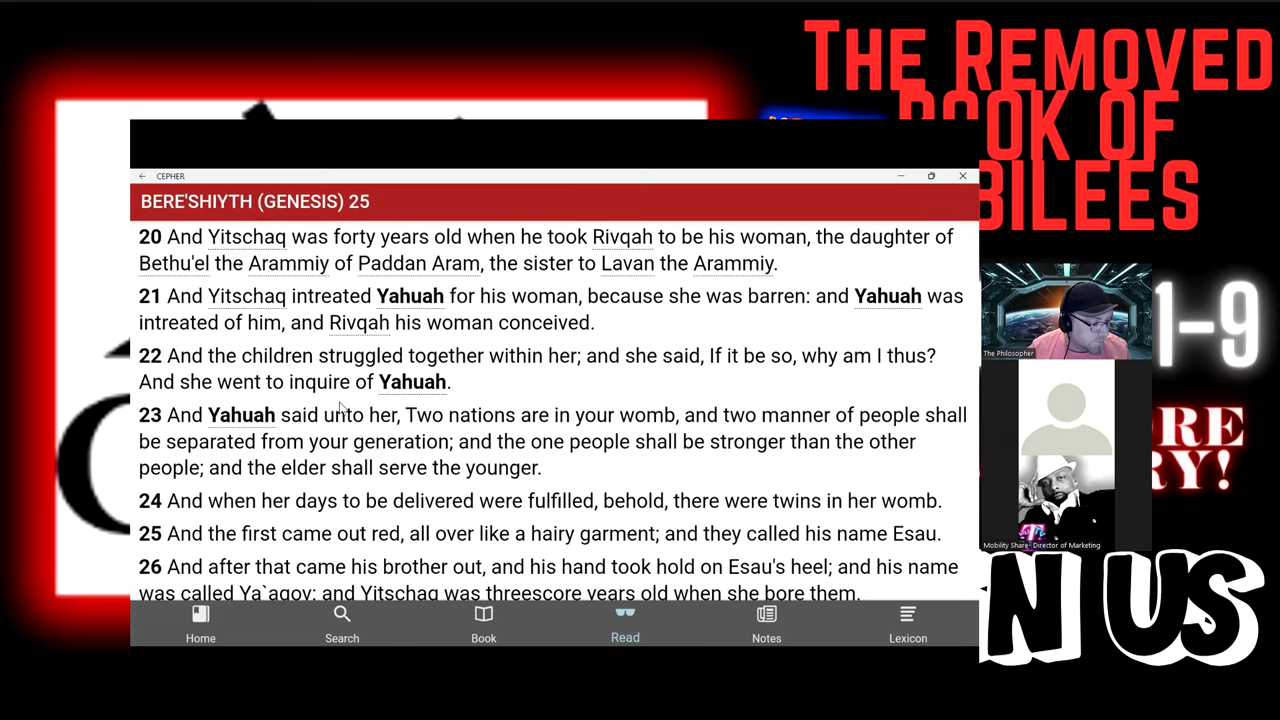 THE REMOVED
BOOK OF
BILEES
CEPHER
BERE'SHIYTH (GENESIS) 25
20 And Yitschaq was forty years old when he took Rivqah to be his woman, the daughter of
Bethu'el the Arammiy of Paddan Aram, the sister to Lavan the Arammiy.
21 And Yitschaq intreated Yahuah for his woman, because she was barren: and Yahuah was
intreated of him, and Rivqah his woman conceived.
22 And the children struggled together within her; and she said, If it be so, why am I thus?
And she went to inquire of Yahuah.
23 And Yahuah said unto her, Two nations are in your womb, and two manner of people shall
be separated from your generation; and the one people shall be stronger than the other
people; and the elder shall serve the younger.
24 And when her days to be delivered were fulfilled, behold, there were twins in her womb.
25 And the first came out red, all over like a hairy garment; and they called his name Esau.
26 And after that came his brother out, and his hand took hold on Esau's heel; and his name
was called Ya`aqov: and Yitschaq was threescore years old when she bore them.
Home
Search
Book
Read
Notes
Lexicon
The Philosopher
Mobility Share- Director of Marketing
1-9
RE
RY!
N US